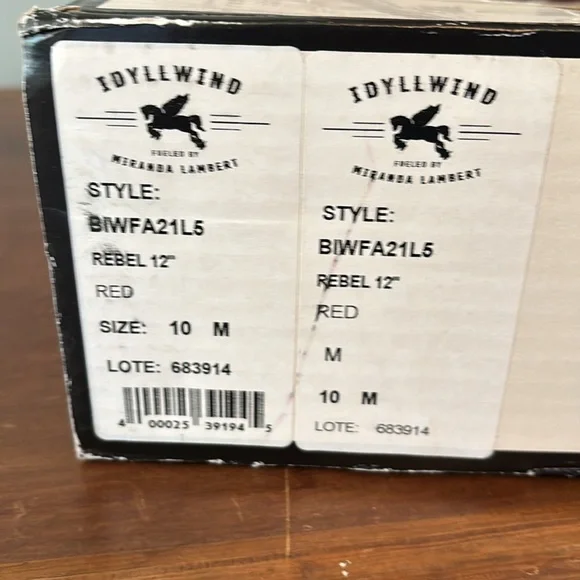 IDYLLWIND
FUELED BY
MIRANDA LAMBERT
STYLE:
BIWFA21L5
REBEL 12"
RED
SIZE: 10 M
LOTE: 683914
4 00025 39194 5
IDYLLWIND
FUELED BY
MIRANDA LAMBERT
STYLE:
BIWFA21L5
REBEL 12"
RED
M
10 M
LOTE: 683914